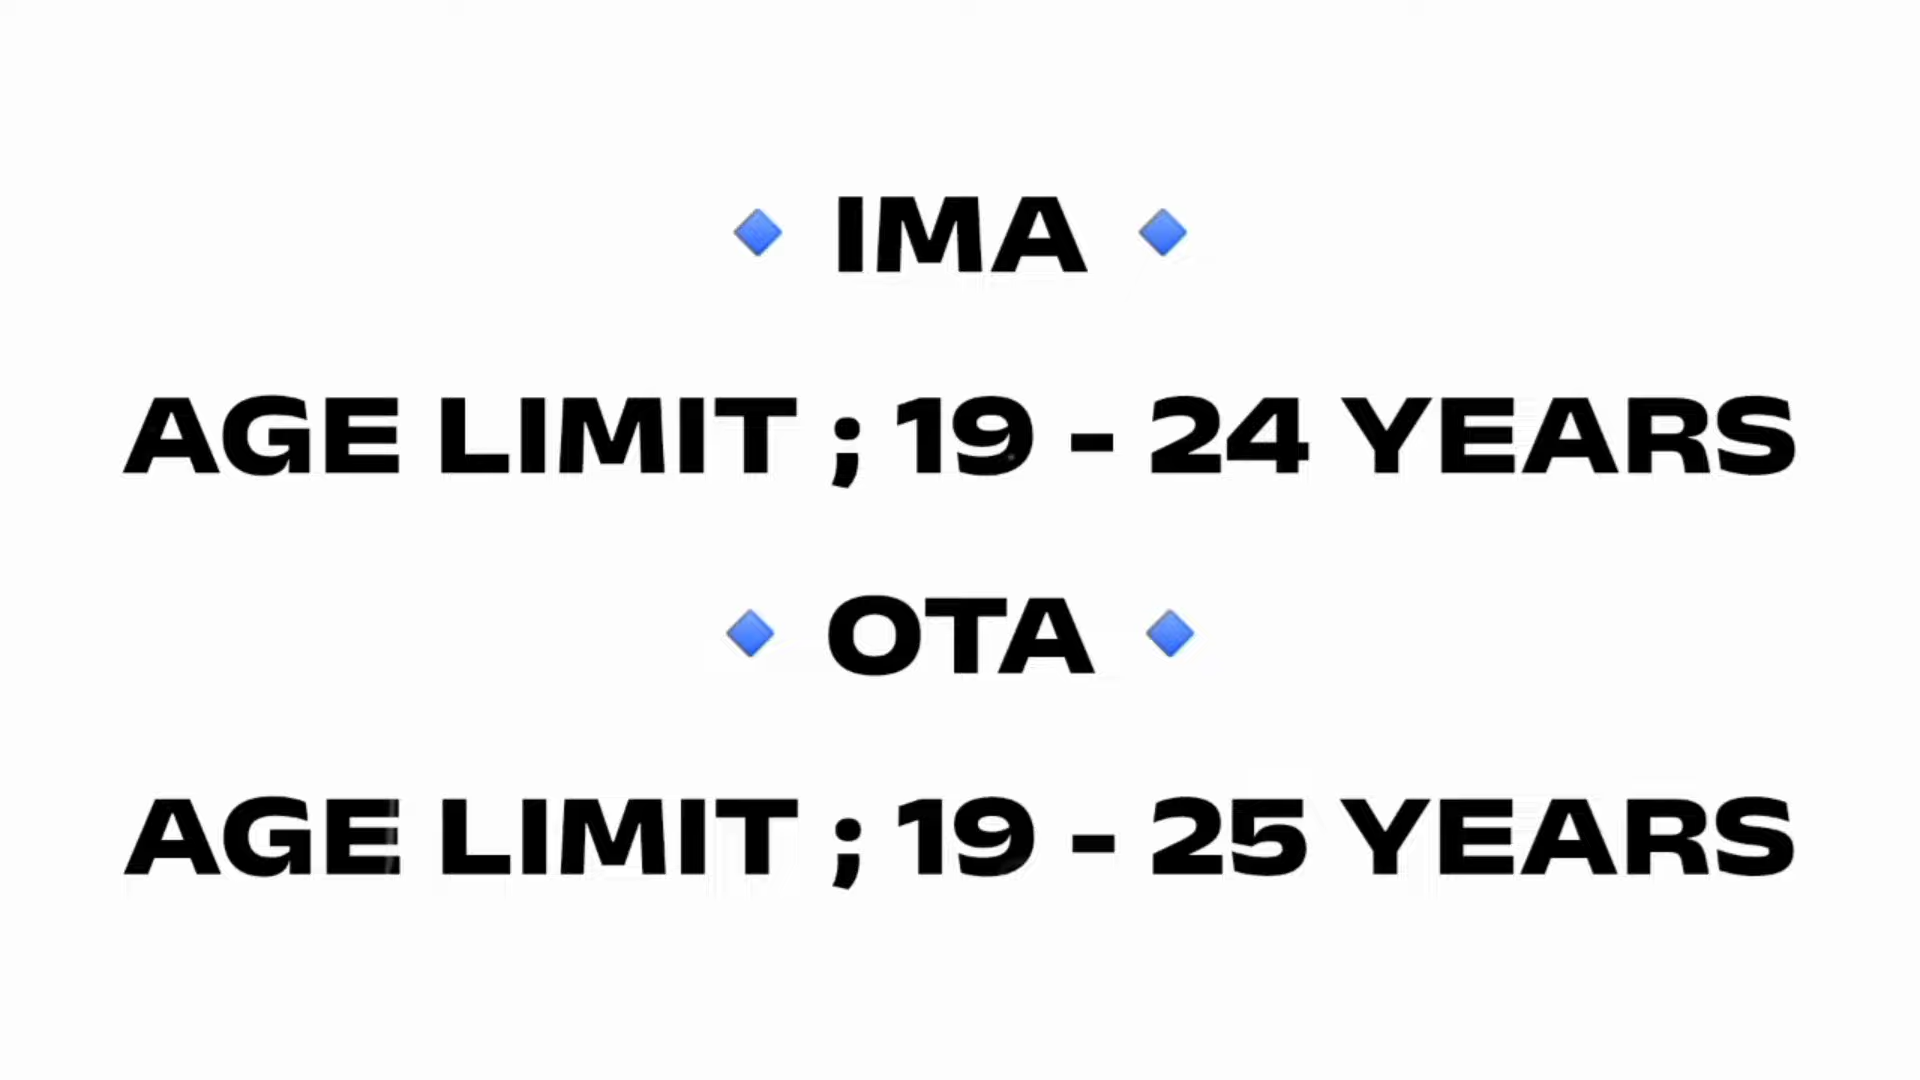 🔹 IMA 🔹
AGE LIMIT ; 19 - 24 YEARS
🔹 OTA 🔹
AGE LIMIT ; 19 - 25 YEARS